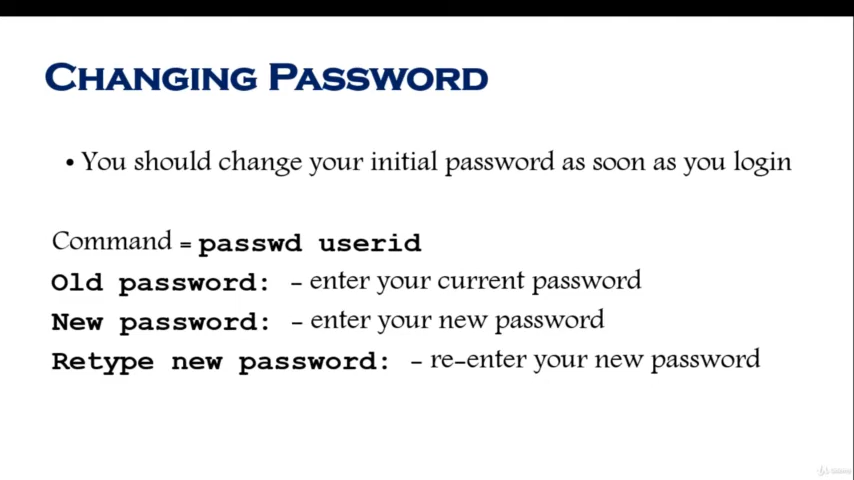 CHANGING PASSWORD
• You should change your initial password as soon as you login
Command = passwd userid
Old password: – enter your current password
New password: – enter your new password
Retype new password: – re-enter your new password
Udemy